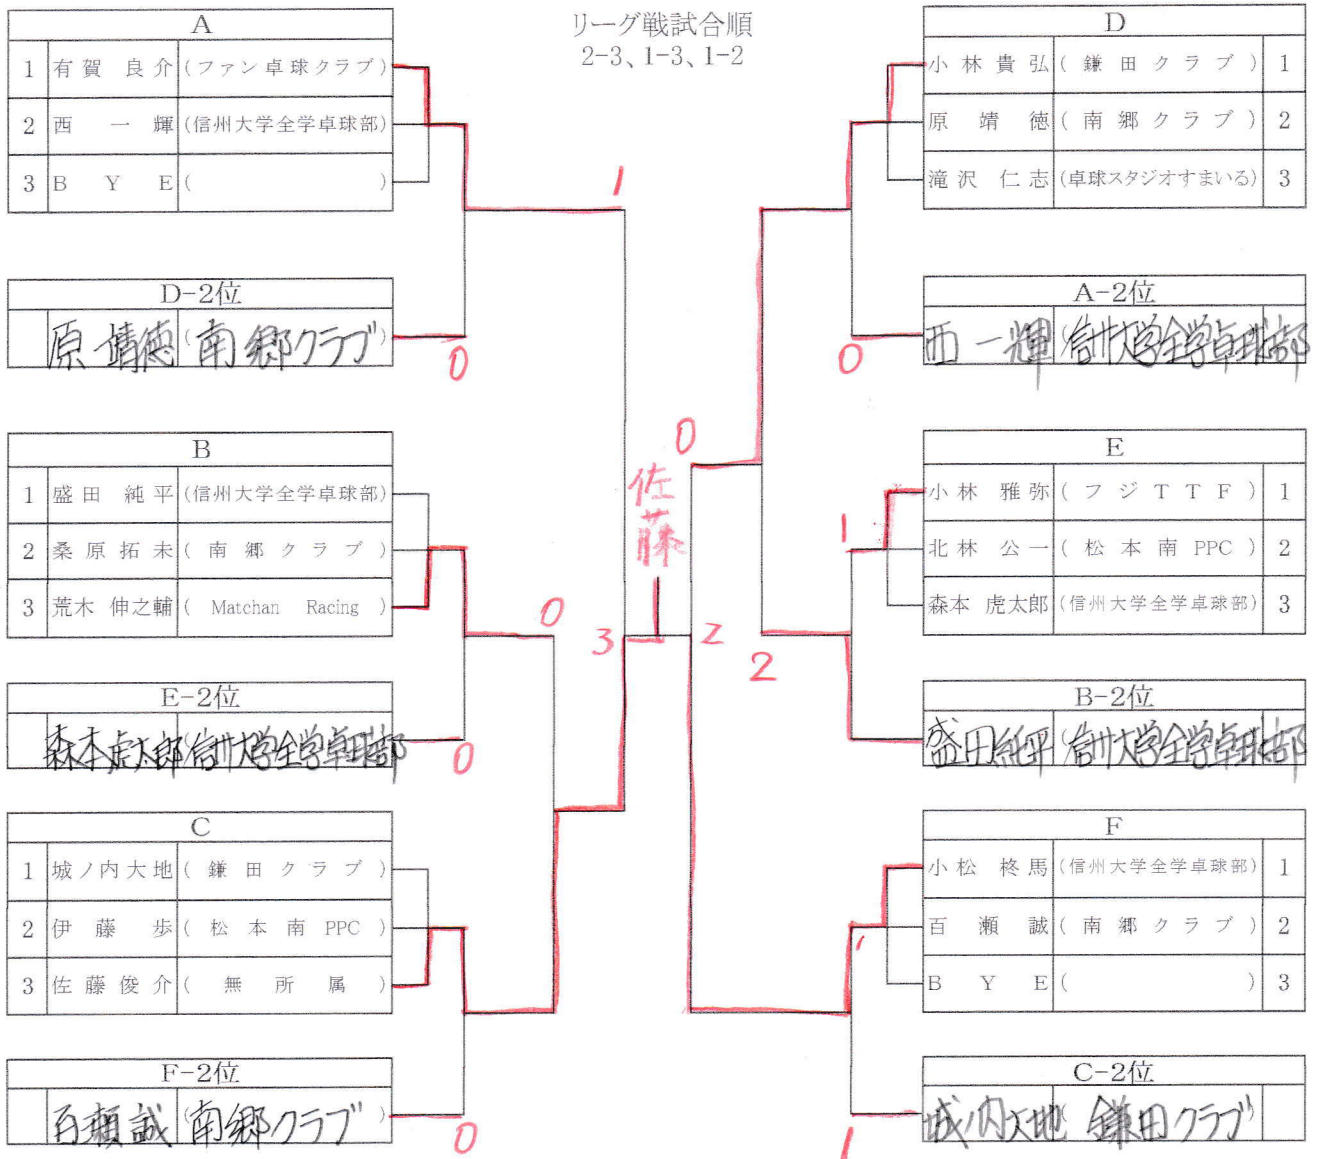 リーグ戦試合順
2-3、1-3、1-2
A
1 有賀 良介 (ファン卓球クラブ)
2 西 一輝 (信州大学全学卓球部)
3 BYE ( )
D-2位
原 靖徳 (南郷クラブ)
0
1
B
1 盛田 純平 (信州大学全学卓球部)
2 桑原拓未 (南郷クラブ)
3 荒木 伸之輔 (Matchan Racing)
0
E-2位
森本虎太郎 (信州大学全学卓球部
0
C
1 城ノ内大地 (鎌田クラブ)
2 伊藤 歩 (松本南PPC)
3 佐藤俊介 (無所属)
F-2位
百瀬 誠 (南郷クラブ)
0
佐藤
3 2
D
小林貴弘 (鎌田クラブ) 1
原 靖徳 (南郷クラブ) 2
滝沢 仁志 (卓球スタジオすまいる) 3
A-2位
西 一輝 (信州大学全学卓球部
0
0
E
小林 雅弥 (フジTTF) 1
北林 公一 (松本南PPC) 2
森本 虎太郎 (信州大学全学卓球部) 3
1
2
B-2位
盛田純平 (信州大学全学卓球部
F
小松 柊馬 (信州大学全学卓球部) 1
百瀬 誠 (南郷クラブ) 2
BYE ( ) 3
C-2位
城ノ内大地 鎌田クラブ)
1